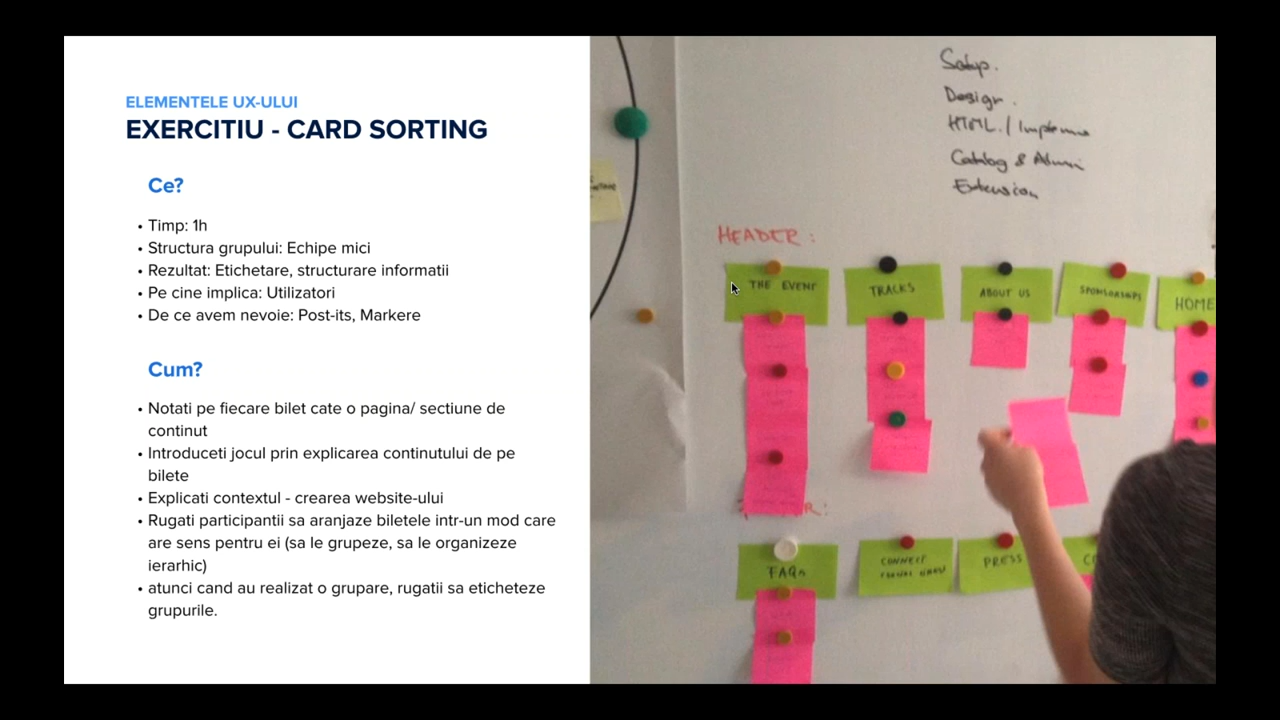 ELEMENTELE UX-ULUI
EXERCITIU - CARD SORTING
Ce?
• Timp: 1h
• Structura grupului: Echipe mici
• Rezultat: Etichetare, structurare informatii
• Pe cine implica: Utilizatori
• De ce avem nevoie: Post-its, Markere
Cum?
• Notati pe fiecare bilet cate o pagina/ sectiune de
continut
• Introduceti jocul prin explicarea continutului de pe
bilete
• Explicati contextul - crearea website-ului
• Rugati participantii sa aranjaze biletele intr-un mod care
are sens pentru ei (sa le grupeze, sa le organizeze
ierarhic)
• atunci cand au realizat o grupare, rugatii sa eticheteze
grupurile.
Setup.
Design.
HTML /
Catalog &
Extension
HEADER:
THE EVENT
TRACKS
ABOUT US
SPONSORSHIPS
HOME
FAQs
CONNECT
PRESS